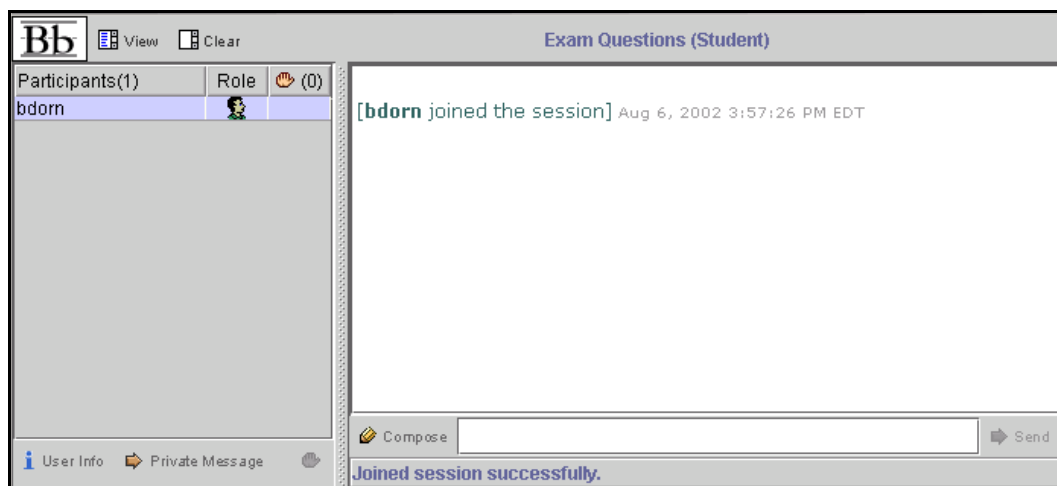 Bb View Clear Exam Questions (Student)
Participants(1) Role (0)
bdorn
[bdorn joined the session] Aug 6, 2002 3:57:26 PM EDT
Compose Send
User Info Private Message
Joined session successfully.